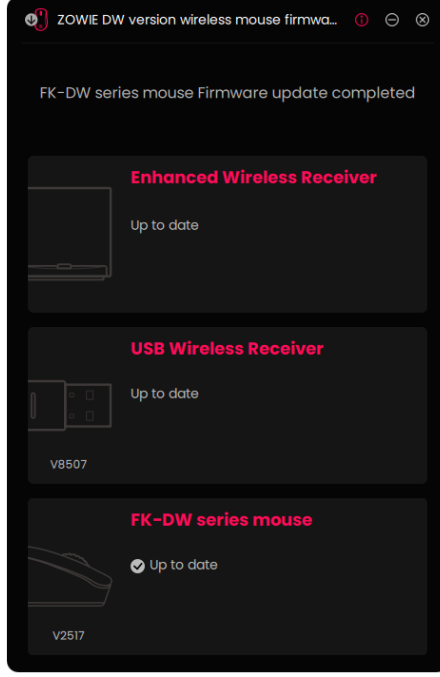 ZOWIE DW version wireless mouse firmwa...
FK-DW series mouse Firmware update completed
Enhanced Wireless Receiver
Up to date
USB Wireless Receiver
Up to date
V8507
FK-DW series mouse
Up to date
V2517